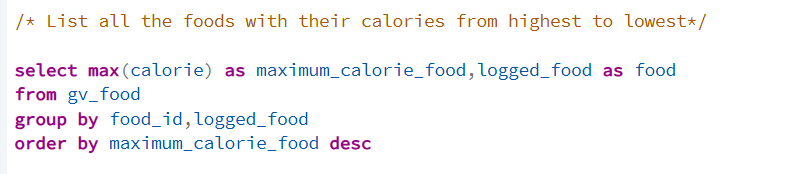 /* List all the foods with their calories from highest to lowest*/
select max(calorie) as maximum_calorie_food,logged_food as food
from gv_food
group by food_id,logged_food
order by maximum_calorie_food desc